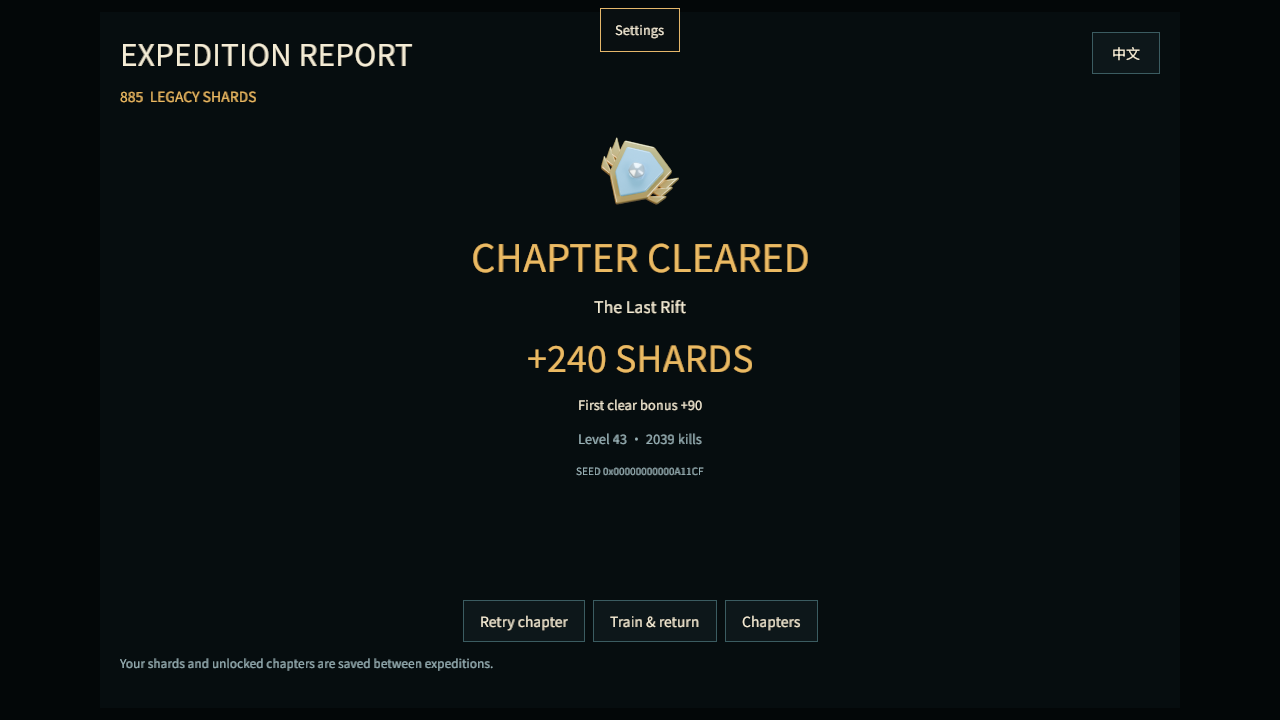 Settings
EXPEDITION REPORT
中文
885 LEGACY SHARDS
CHAPTER CLEARED
The Last Rift
+240 SHARDS
First clear bonus +90
Level 43 • 2039 kills
SEED 0x00000000000A11CF
Retry chapter
Train & return
Chapters
Your shards and unlocked chapters are saved between expeditions.